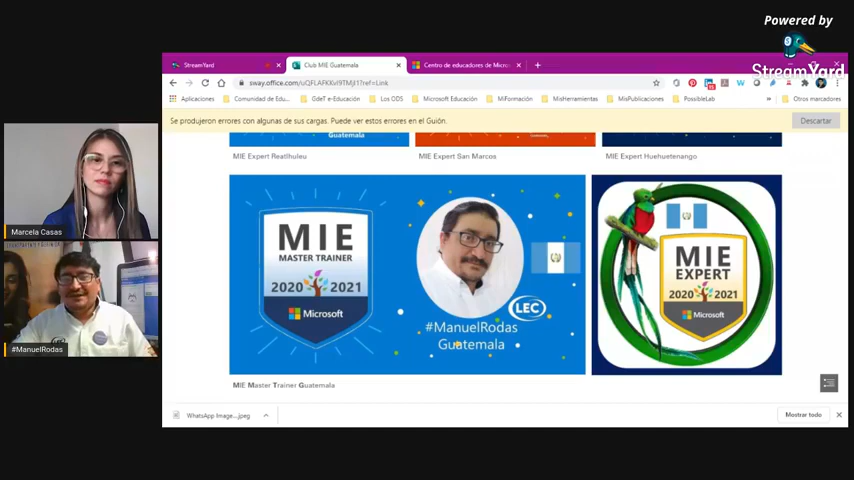 Powered by
StreamYard
StreamYard
Club MIE Guatemala
Centro de educadores de Micros
sway.office.com/uQFLAFKKvl9TMjI1?ref=Link
Aplicaciones
Comunidad de Edu...
GdeT e-Educación
Los ODS
Microsoft Educación
MiFormación
MisHerramientas
MisPublicaciones
PossibleLab
»
Otros marcadores
Se produjeron errores con algunas de sus cargas. Puede ver estos errores en el Guión.
Descartar
Guatemala
MIE Expert Reatlhuleu
MIE Expert San Marcos
MIE Expert Huehuetenango
MIE
MASTER TRAINER
2020 2021
Microsoft
LEC
#ManuelRodas
Guatemala
MIE
EXPERT
2020 2021
Microsoft
MIE Master Trainer Guatemala
Marcela Casas
#ManuelRodas
WhatsApp Image....jpeg
Mostrar todo